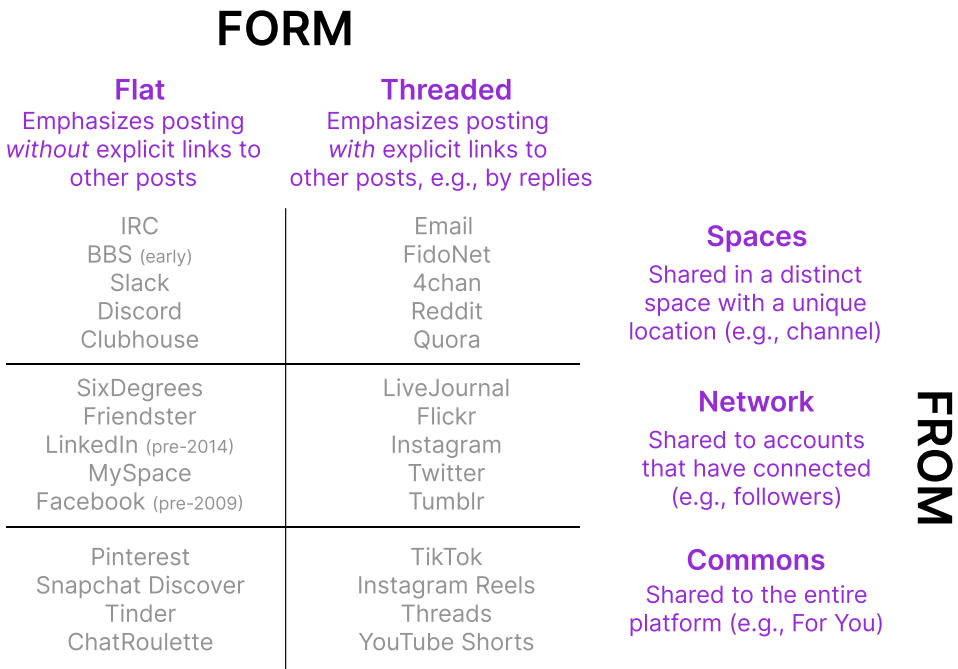 FORM
Flat
Emphasizes posting
without explicit links to
other posts
Threaded
Emphasizes posting
with explicit links to
other posts, e.g., by replies
IRC
BBS (early)
Slack
Discord
Clubhouse
Email
FidoNet
4chan
Reddit
Quora
Spaces
Shared in a distinct
space with a unique
location (e.g., channel)
SixDegrees
Friendster
LinkedIn (pre-2014)
MySpace
Facebook (pre-2009)
LiveJournal
Flickr
Instagram
Twitter
Tumblr
Network
Shared to accounts
that have connected
(e.g., followers)
Pinterest
Snapchat Discover
Tinder
ChatRoulette
TikTok
Instagram Reels
Threads
YouTube Shorts
Commons
Shared to the entire
platform (e.g., For You)
FROM